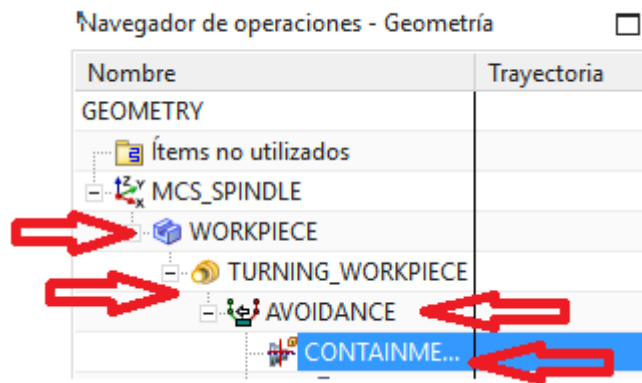 Navegador de operaciones - Geometría
Nombre Trayectoria
GEOMETRY
Ítems no utilizados
MCS_SPINDLE
WORKPIECE
TURNING_WORKPIECE
AVOIDANCE
CONTAINME...